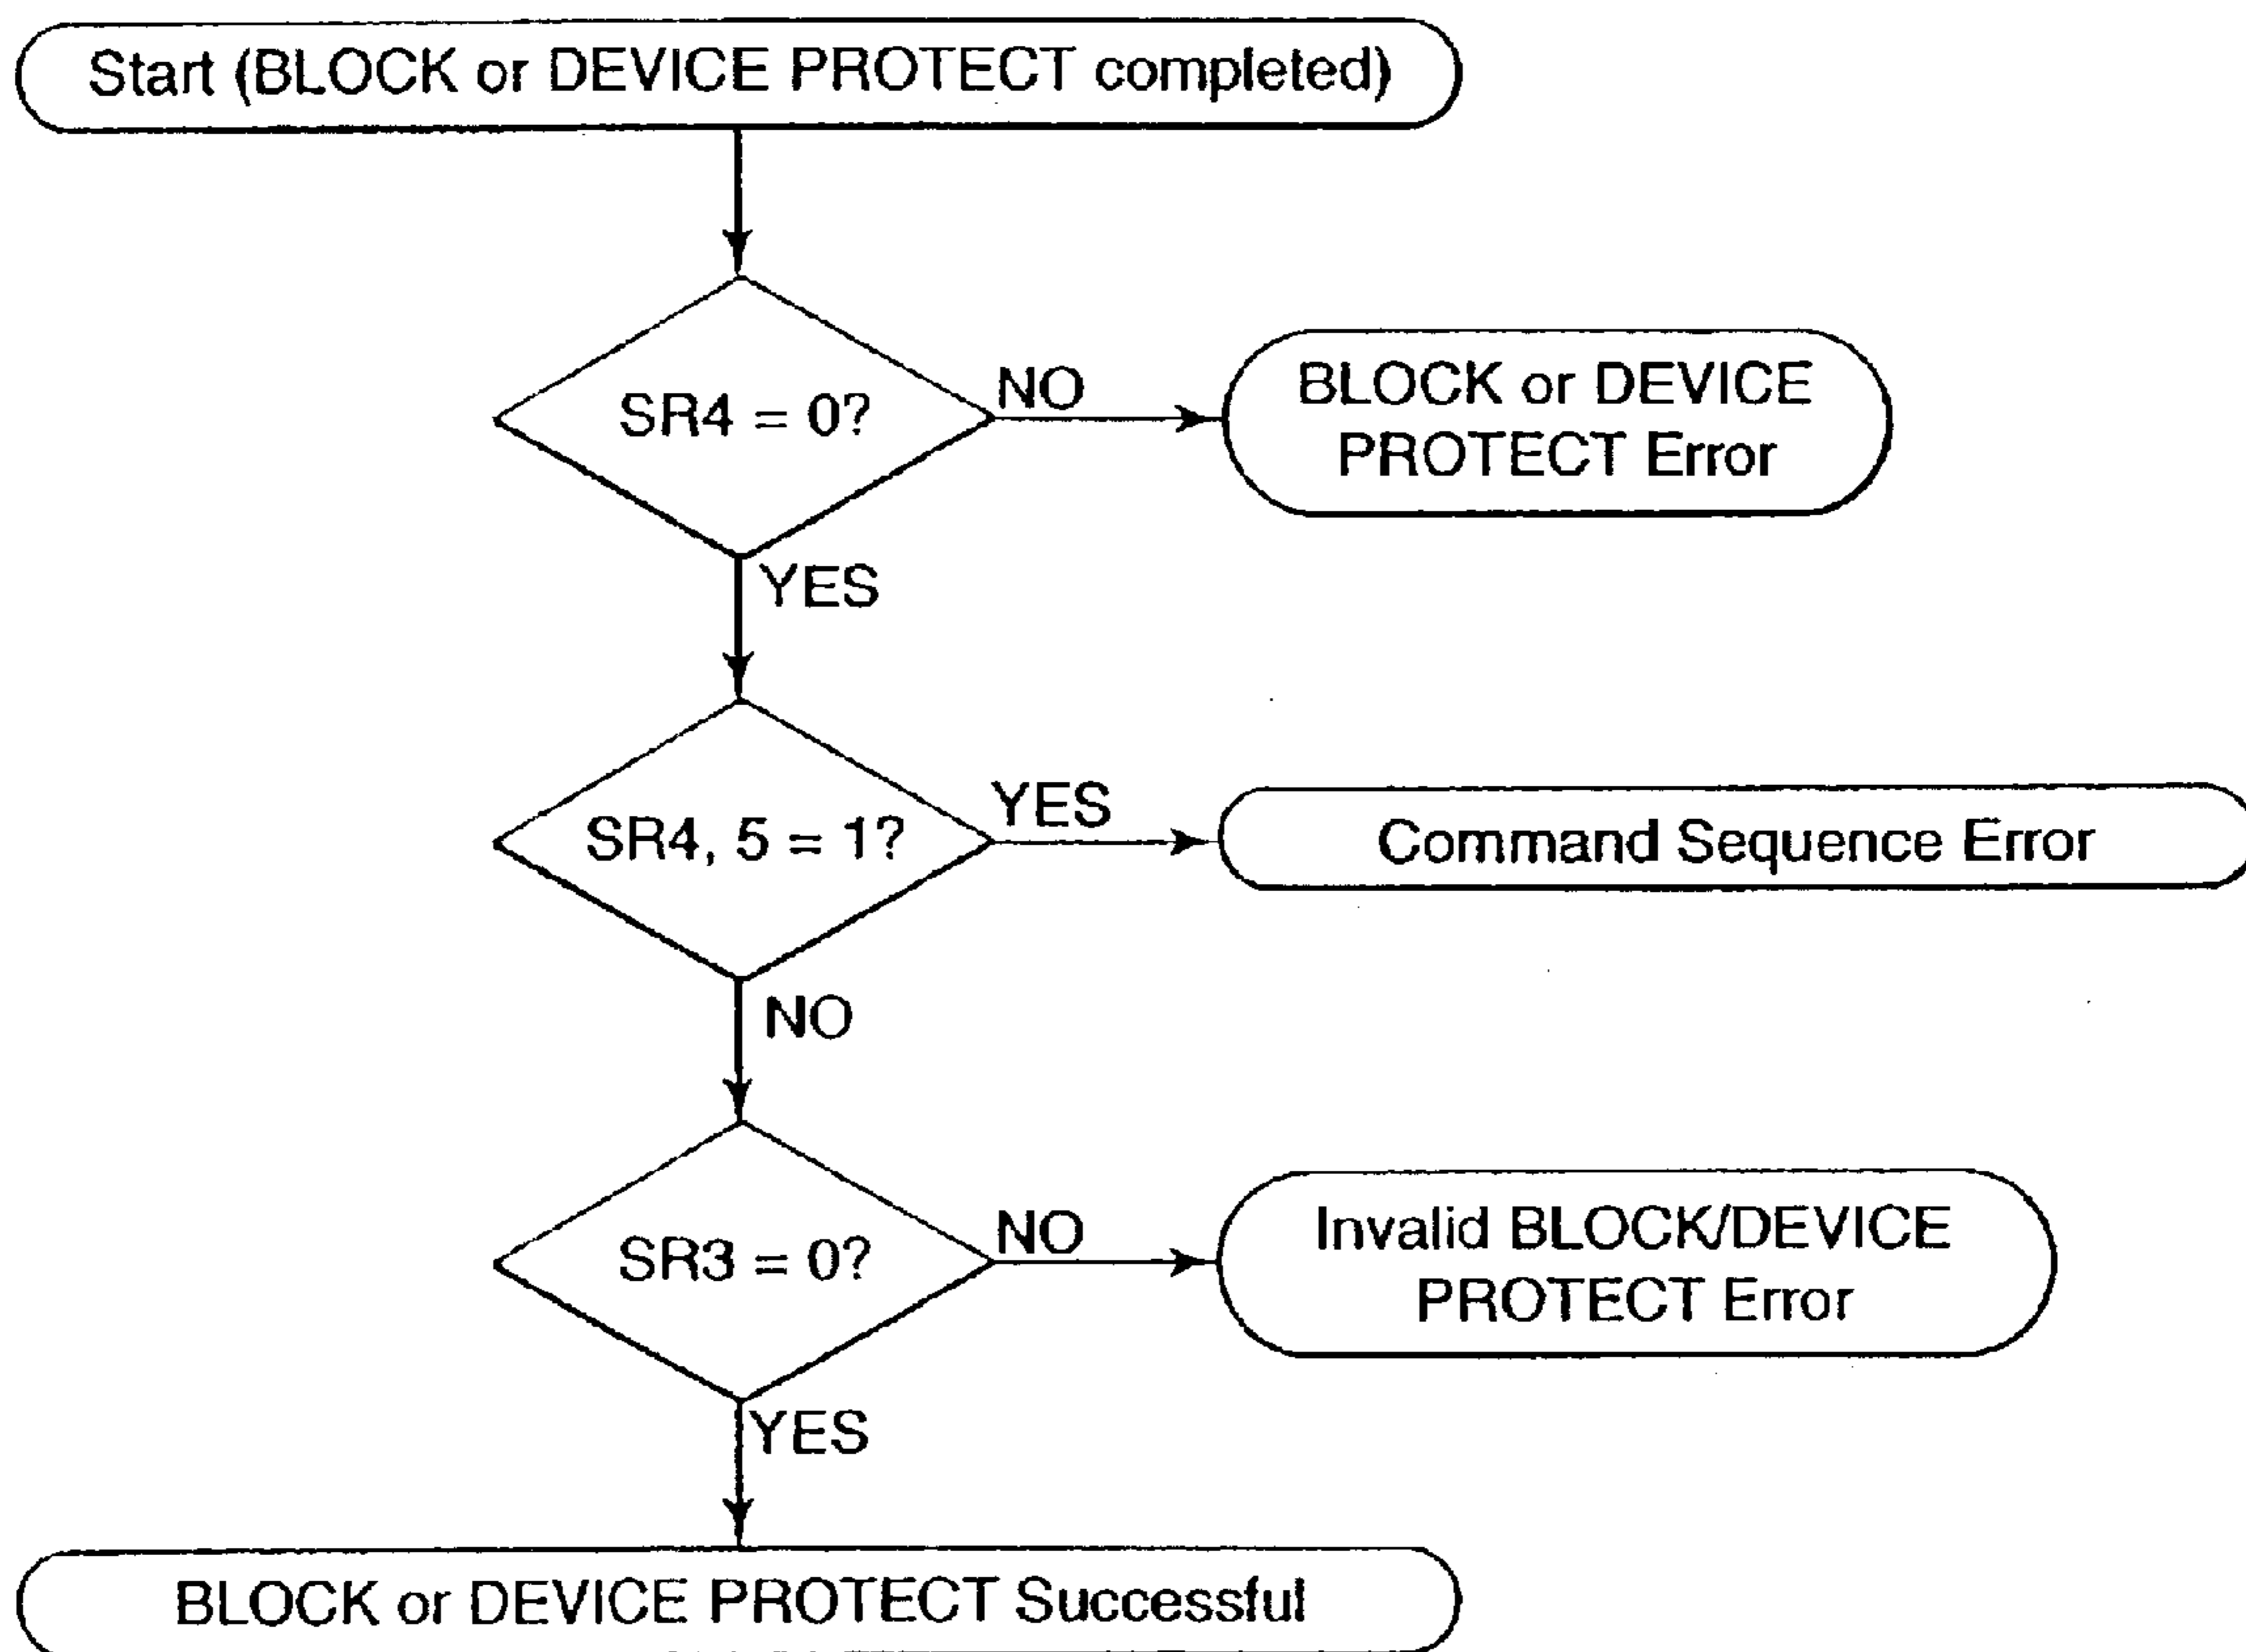 Start (BLOCK or DEVICE PROTECT completed)
SR4 = 0?
NO
BLOCK or DEVICE
PROTECT Error
YES
SR4, 5 = 1?
YES
Command Sequence Error
NO
SR3 = 0?
NO
Invalid BLOCK/DEVICE
PROTECT Error
YES
BLOCK or DEVICE PROTECT Successful